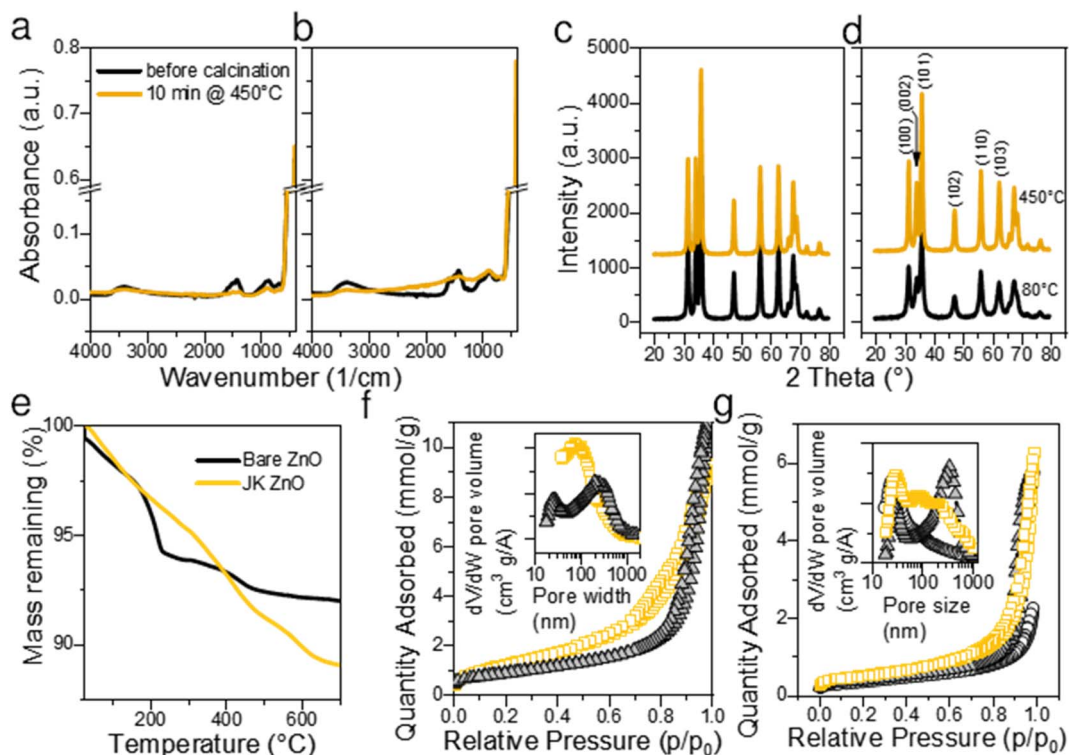 a
b
c
d
0.8
0.7
0.6
0.1
0.0
Absorbance (a.u.)
before calcination
10 min @ 450°C
4000 3000 2000 1000
4000 3000 2000 1000
Wavenumber (1/cm)
5000
4000
3000
2000
1000
0
Intensity (a.u.)
20 30 40 50 60 70 80
20 30 40 50 60 70 80
2 Theta (°)
(100)
(002)
(101)
(102)
(110)
(103)
450°C
80°C
e
f
g
100
95
90
Mass remaining (%)
Bare ZnO
JK ZnO
200 400 600
Temperature (°C)
10
8
6
4
2
0
Quantity Adsorbed (mmol/g)
dV/dW pore volume
(cm³ g/A)
10 100 1000
Pore width
(nm)
0.0 0.2 0.4 0.6 0.8 1.0
Relative Pressure (p/p₀)
6
4
2
0
Quantity Adsorbed (mmol/g)
dV/dW pore volume
(cm³ g/A)
10 100 1000
Pore size
(nm)
0.0 0.2 0.4 0.6 0.8 1.0
Relative Pressure (p/p₀)